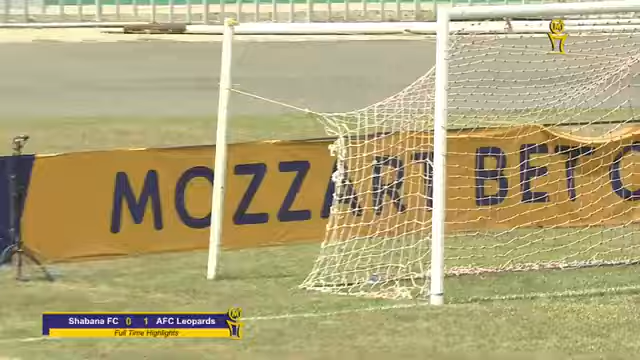 MOZZART BET C
Shabana FC 0 1 AFC Leopards
Full Time Highlights